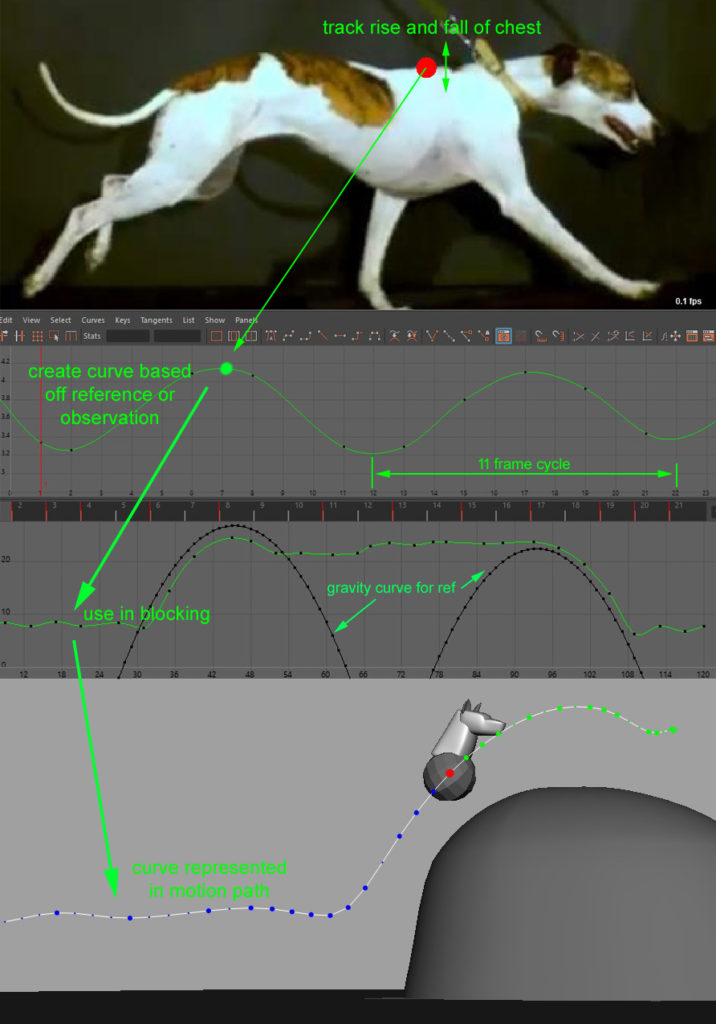 track rise and fall of chest
0.1 fps
Edit View Select Curves Keys Tangents List Show Panels
Stats
4.2
4
3.8
3.6
3.4
3.2
3
create curve based
off reference or
observation
11 frame cycle
0 1 2 3 4 5 6 7 8 9 10 11 12 13 14 15 16 17 18 19 20 21 22 23
2 3 4 5 6 7 8 9 10 11 12 13 14 15 16 17 18 19 20 21
20
gravity curve for ref
10
use in blocking
0
12 18 24 30 36 42 48 54 60 66 72 78 84 90 96 102 108 114 120
curve represented
in motion path